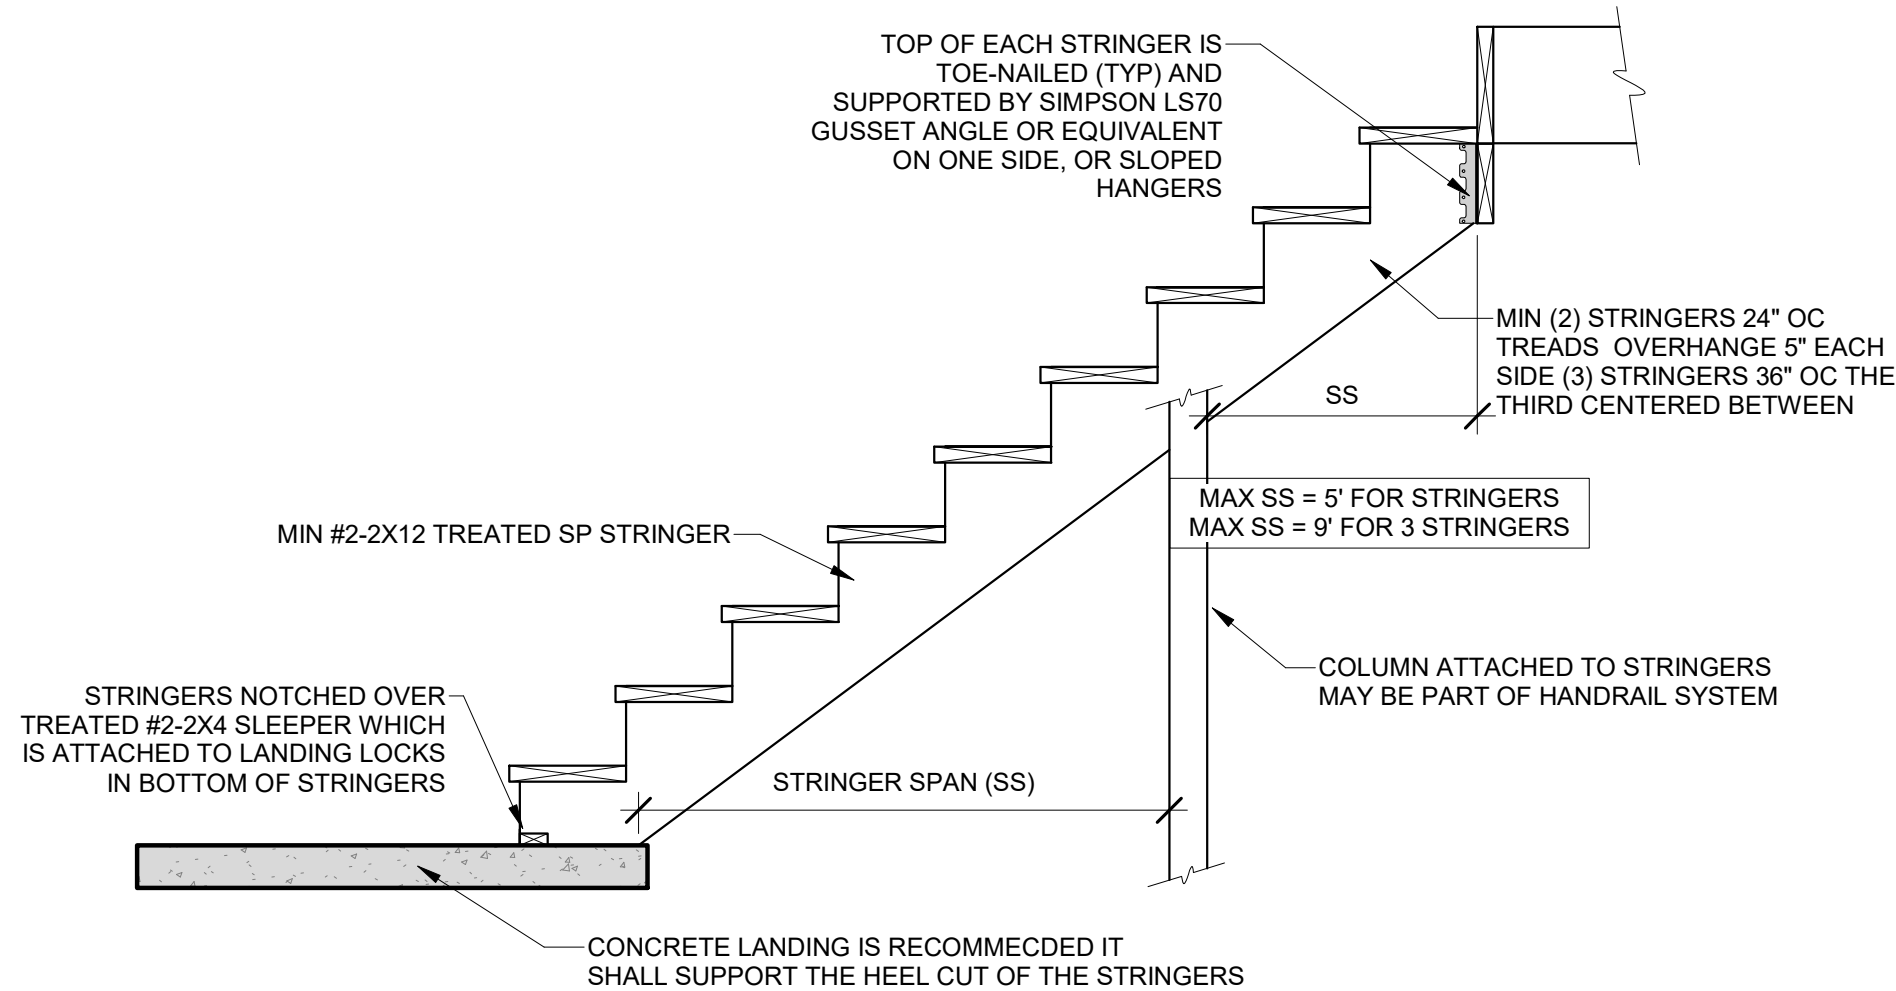 TOP OF EACH STRINGER IS
TOE-NAILED (TYP) AND
SUPPORTED BY SIMPSON LS70
GUSSET ANGLE OR EQUIVALENT
ON ONE SIDE, OR SLOPED
HANGERS
MIN (2) STRINGERS 24" OC
TREADS OVERHANGE 5" EACH
SIDE (3) STRINGERS 36" OC THE
THIRD CENTERED BETWEEN
SS
MAX SS = 5' FOR STRINGERS
MAX SS = 9' FOR 3 STRINGERS
MIN #2-2X12 TREATED SP STRINGER
COLUMN ATTACHED TO STRINGERS
MAY BE PART OF HANDRAIL SYSTEM
STRINGERS NOTCHED OVER
TREATED #2-2X4 SLEEPER WHICH
IS ATTACHED TO LANDING LOCKS
IN BOTTOM OF STRINGERS
STRINGER SPAN (SS)
CONCRETE LANDING IS RECOMMECDED IT
SHALL SUPPORT THE HEEL CUT OF THE STRINGERS